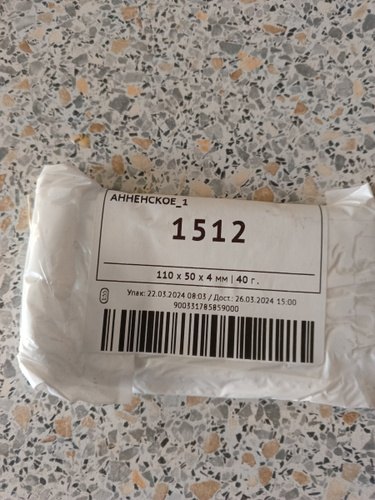 АННЕНСКОЕ_1
1512
110 x 50 x 4 мм | 40 г.
Упак: 22.03.2024 08:03 / Дост.: 26.03.2024 15:00
900331785859000